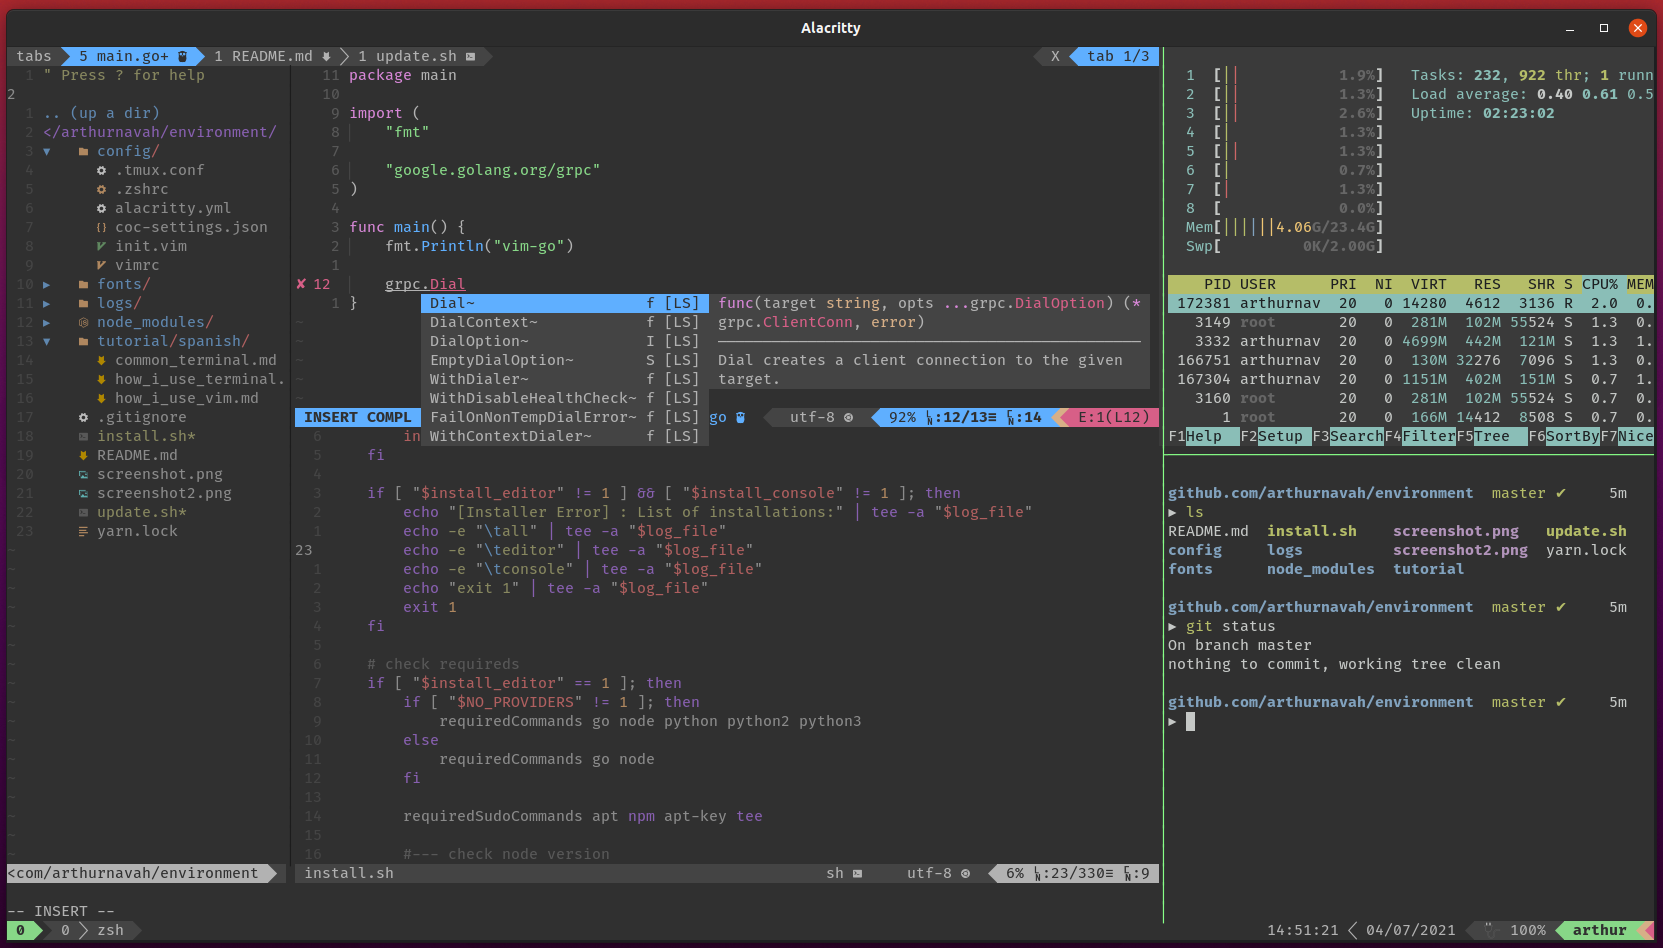 Alacritty
tabs 5 main.go+ 1 README.md 1 update.sh X tab 1/3
1 " Press ? for help
2
1 .. (up a dir)
2 </arthurnavah/environment/
3 ▼ config/
4 .tmux.conf
5 .zshrc
6 alacritty.yml
7 coc-settings.json
8 init.vim
9 vimrc
10 ▶ fonts/
11 ▶ logs/
12 ▶ node_modules/
13 ▼ tutorial/spanish/
14 common_terminal.md
15 how_i_use_terminal.
16 how_i_use_vim.md
17 .gitignore
18 install.sh*
19 README.md
20 screenshot.png
21 screenshot2.png
22 update.sh*
23 yarn.lock
<com/arthurnavah/environment
11 package main
10
9 import (
8 "fmt"
7
6 "google.golang.org/grpc"
5 )
4
3 func main() {
2 fmt.Println("vim-go")
1
✘ 12 grpc.Dial
1 }
Dial~ f [LS]
DialContext~ f [LS]
DialOption~ I [LS]
EmptyDialOption~ S [LS]
WithDialer~ f [LS]
WithDisableHealthCheck~ f [LS]
FailOnNonTempDialError~ f [LS]
WithContextDialer~ f [LS]
func(target string, opts ...grpc.DialOption) (*
grpc.ClientConn, error)
Dial creates a client connection to the given
target.
INSERT COMPL go utf-8 92% LN:12/13≡ CN:14 E:1(L12)
6 in
5 fi
4
3 if [ "$install_editor" != 1 ] && [ "$install_console" != 1 ]; then
2 echo "[Installer Error] : List of installations:" | tee -a "$log_file"
1 echo -e "\tall" | tee -a "$log_file"
23 echo -e "\teditor" | tee -a "$log_file"
1 echo -e "\tconsole" | tee -a "$log_file"
2 echo "exit 1" | tee -a "$log_file"
3 exit 1
4 fi
5
6 # check requireds
7 if [ "$install_editor" == 1 ]; then
8 if [ "$NO_PROVIDERS" != 1 ]; then
9 requiredCommands go node python python2 python3
10 else
11 requiredCommands go node
12 fi
13
14 requiredSudoCommands apt npm apt-key tee
15
16 #--- check node version
install.sh sh utf-8 6% LN:23/330≡ CN:9
-- INSERT --
1 [|| 1.9%] Tasks: 232, 922 thr; 1 runn
2 [|| 1.3%] Load average: 0.40 0.61 0.5
3 [|| 2.6%] Uptime: 02:23:02
4 [| 1.3%]
5 [|| 1.3%]
6 [| 0.7%]
7 [| 1.3%]
8 [ 0.0%]
Mem[||||||4.06G/23.4G]
Swp[ 0K/2.00G]
PID USER PRI NI VIRT RES SHR S CPU% MEM
172381 arthurnav 20 0 14280 4612 3136 R 2.0 0.
3149 root 20 0 281M 102M 55524 S 1.3 0.
3332 arthurnav 20 0 4699M 442M 121M S 1.3 1.
166751 arthurnav 20 0 130M 32276 7096 S 1.3 0.
167304 arthurnav 20 0 1151M 402M 151M S 0.7 1.
3160 root 20 0 281M 102M 55524 S 0.7 0.
1 root 20 0 166M 14412 8508 S 0.7 0.
F1Help F2Setup F3SearchF4FilterF5Tree F6SortByF7Nice
github.com/arthurnavah/environment master ✔ 5m
▶ ls
README.md install.sh screenshot.png update.sh
config logs screenshot2.png yarn.lock
fonts node_modules tutorial
github.com/arthurnavah/environment master ✔ 5m
▶ git status
On branch master
nothing to commit, working tree clean
github.com/arthurnavah/environment master ✔ 5m
▶
0 0 zsh 14:51:21 04/07/2021 100% arthur